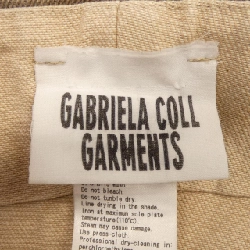 GABRIELA COLL
GARMENTS
Do not bleach.
Do not tumble dry.
Line drying in the shade.
Iron at maximum sole plate
temperature(110°C)
Steam may cause damage.
Use press cloth.
Professional dry-cleaning in: